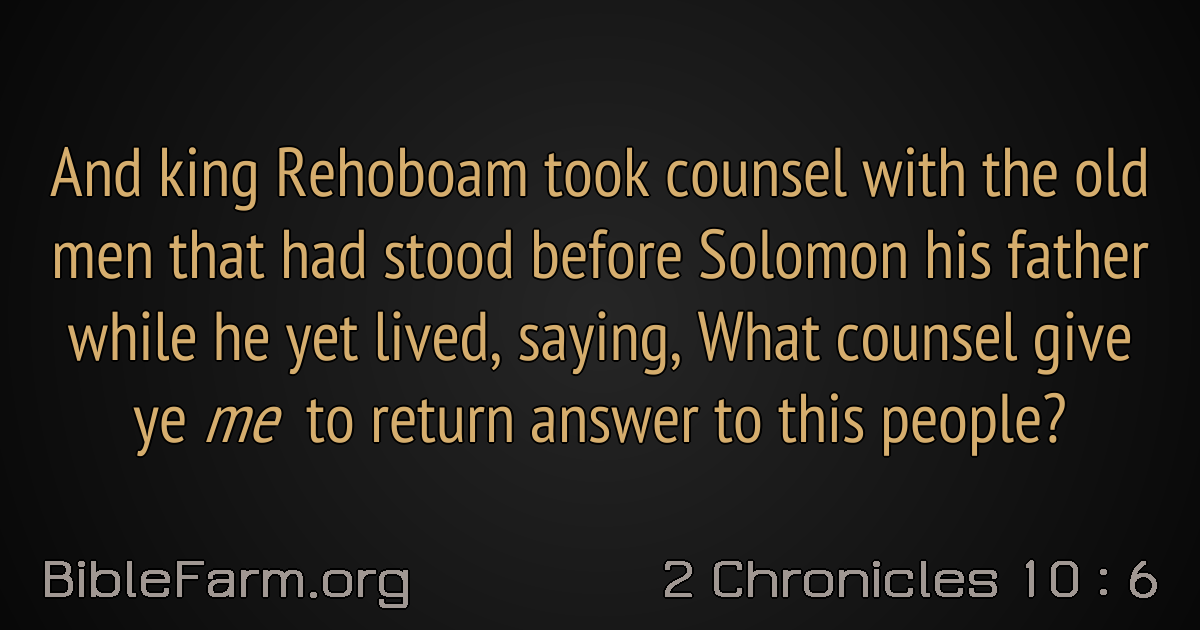 And king Rehoboam took counsel with the old
men that had stood before Solomon his father
while he yet lived, saying, What counsel give
ye me to return answer to this people?
BibleFarm.org
2 Chronicles 10 : 6